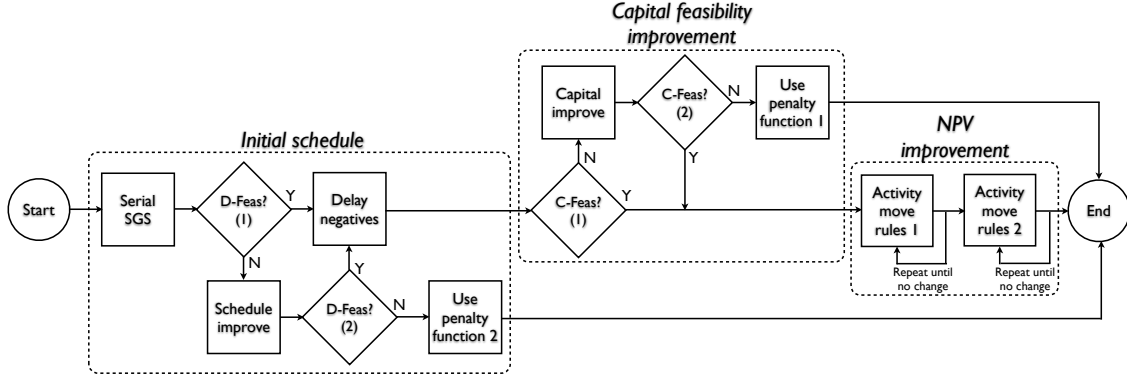 Capital feasibility
improvement
Capital
improve
C-Feas?
(2)
N
Use
penalty
function 1
Y
N
Initial schedule
NPV
improvement
Start
Serial
SGS
D-Feas?
(1)
Y
Delay
negatives
C-Feas?
(1)
Y
Activity
move
rules 1
Activity
move
rules 2
End
Repeat until
no change
Repeat until
no change
N
Y
Schedule
improve
D-Feas?
(2)
N
Use
penalty
function 2